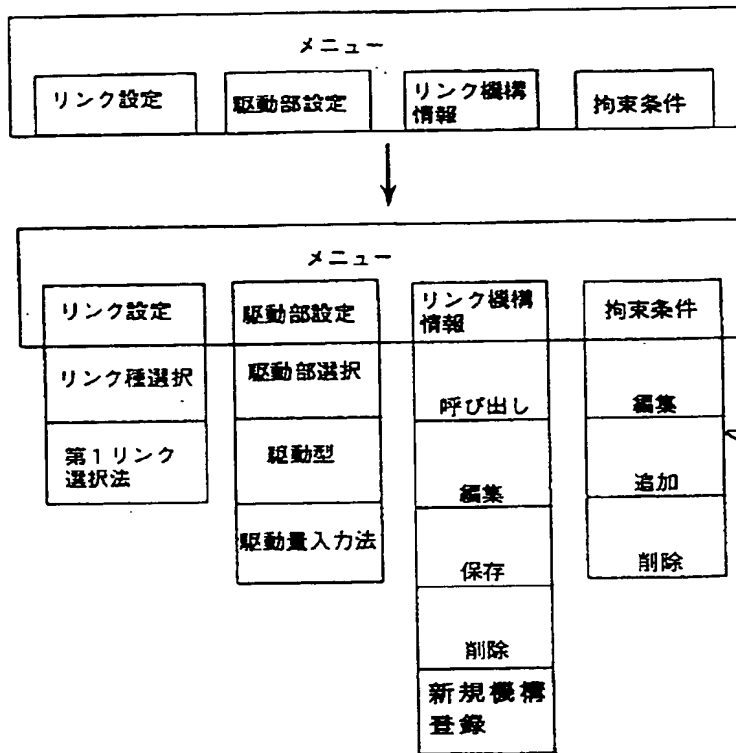 メニュー
リンク設定
駆動部設定
リンク機構
情報
拘束条件
メニュー
リンク設定
駆動部設定
リンク機構
情報
拘束条件
リンク種選択
第1リンク
選択法
駆動部選択
駆動型
駆動量入力法
呼び出し
編集
保存
削除
新規機構
登録
編集
追加
削除